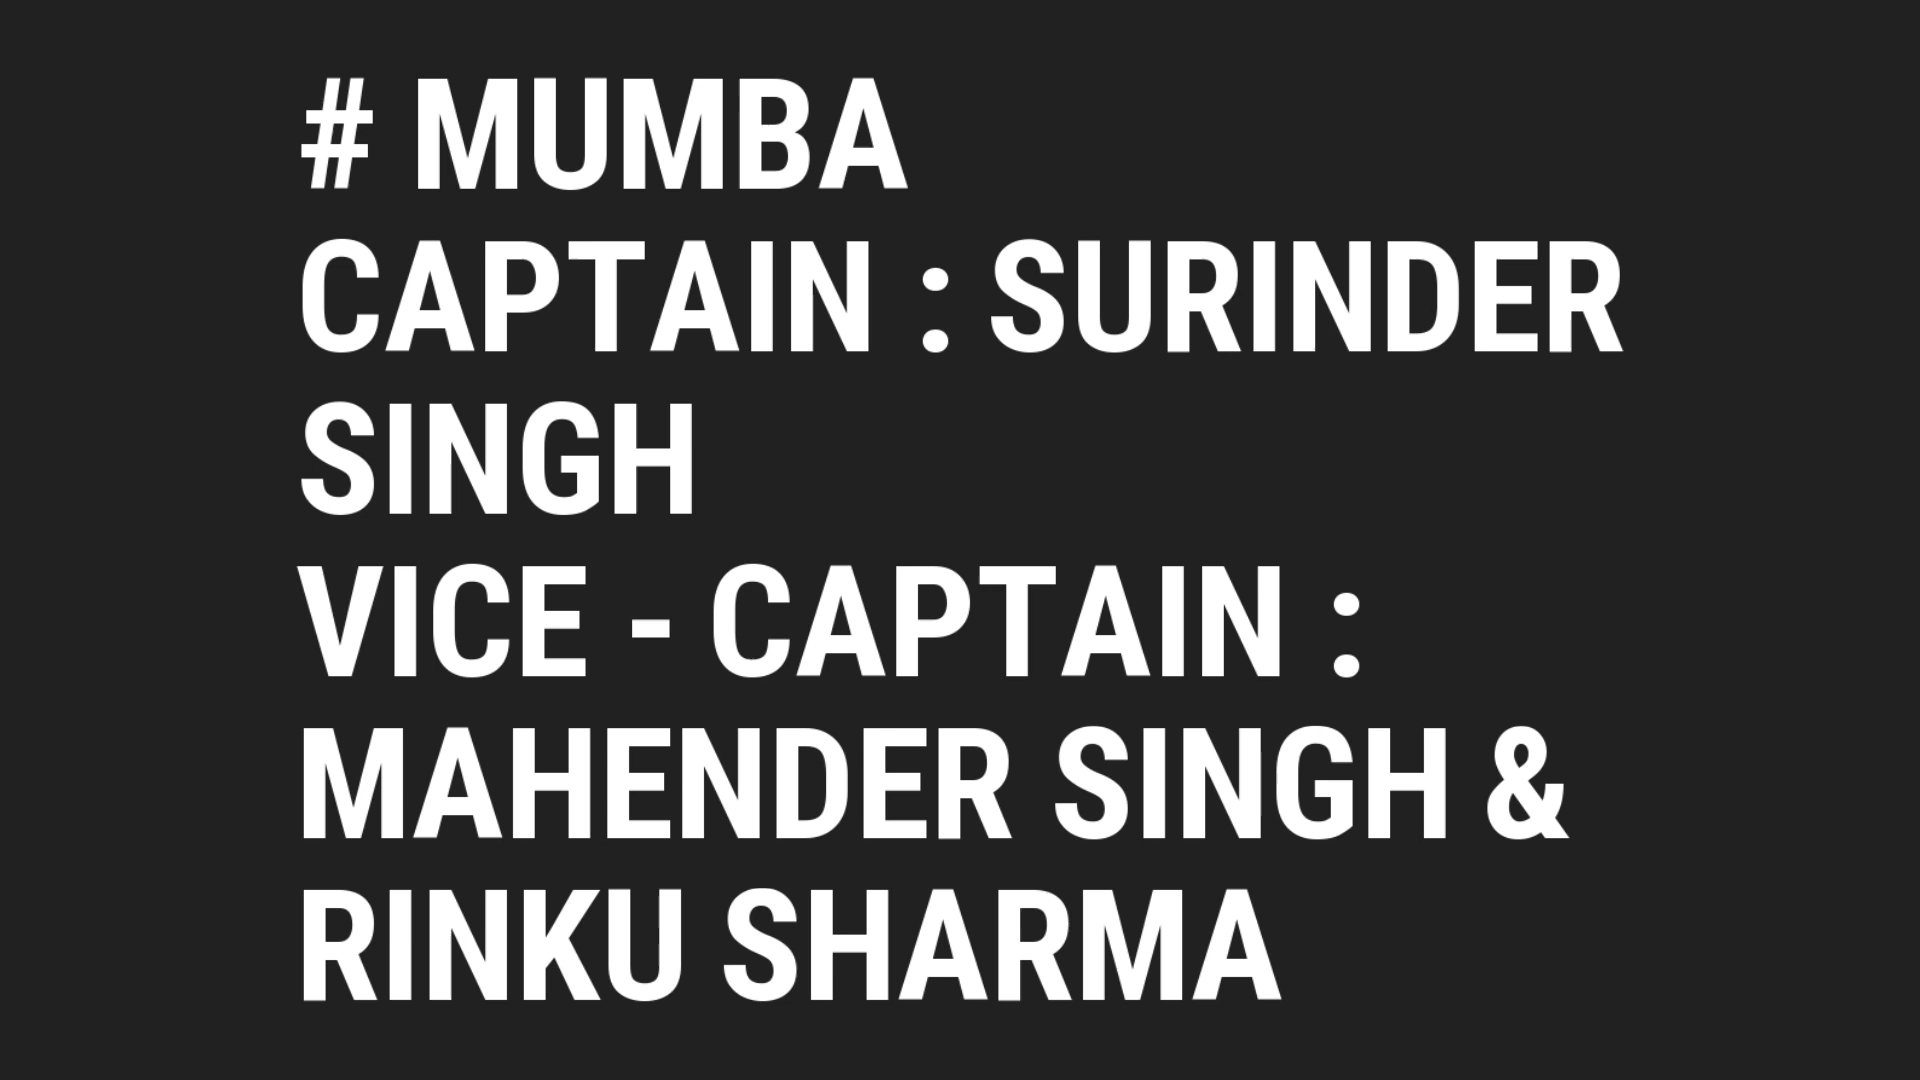 # MUMBA
CAPTAIN : SURINDER
SINGH
VICE - CAPTAIN :
MAHENDER SINGH &
RINKU SHARMA